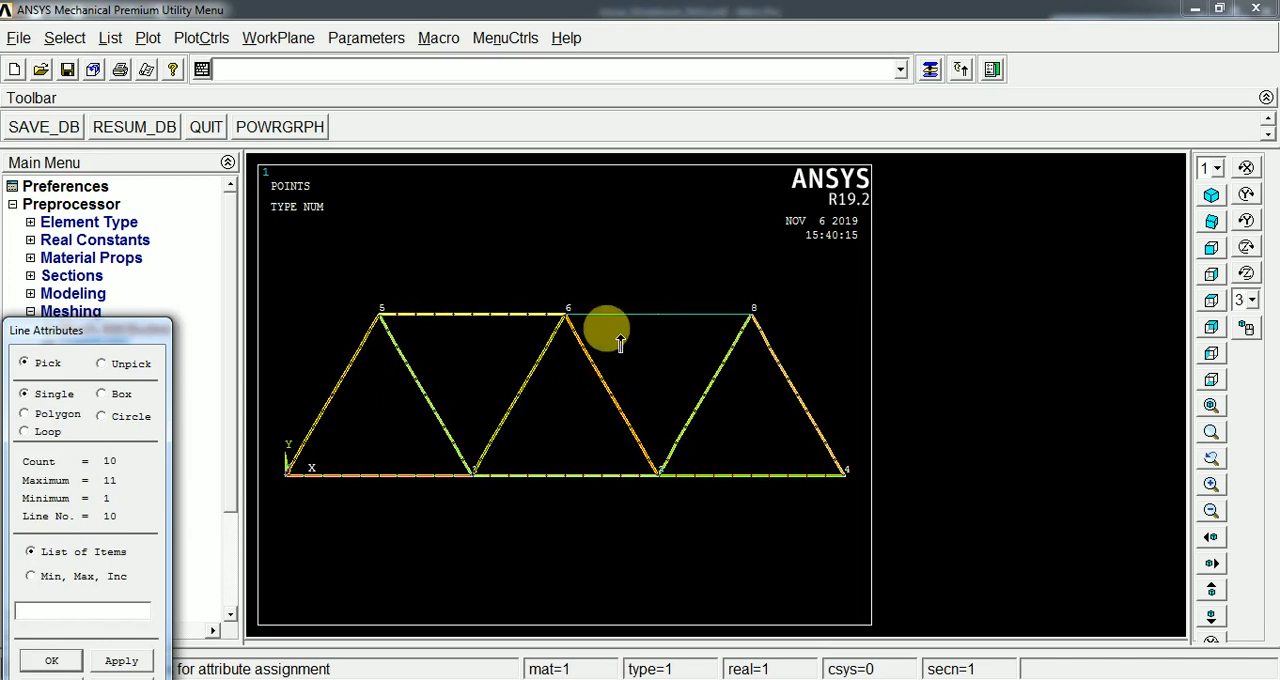 ANSYS Mechanical Premium Utility Menu
File Select List Plot PlotCtrls WorkPlane Parameters Macro MenuCtrls Help
Toolbar
SAVE_DB RESUM_DB QUIT POWRGRPH
Main Menu
Preferences
Preprocessor
Element Type
Real Constants
Material Props
Sections
Modeling
Meshing
Line Attributes
Pick Unpick
Single Box
Polygon Circle
Loop
Count = 10
Maximum = 11
Minimum = 1
Line No. = 10
List of Items
Min, Max, Inc
OK Apply
1
POINTS
TYPE NUM
ANSYS
R19.2
NOV 6 2019
15:40:15
5 6 8
Y
X
4
1
3
for attribute assignment mat=1 type=1 real=1 csys=0 secn=1